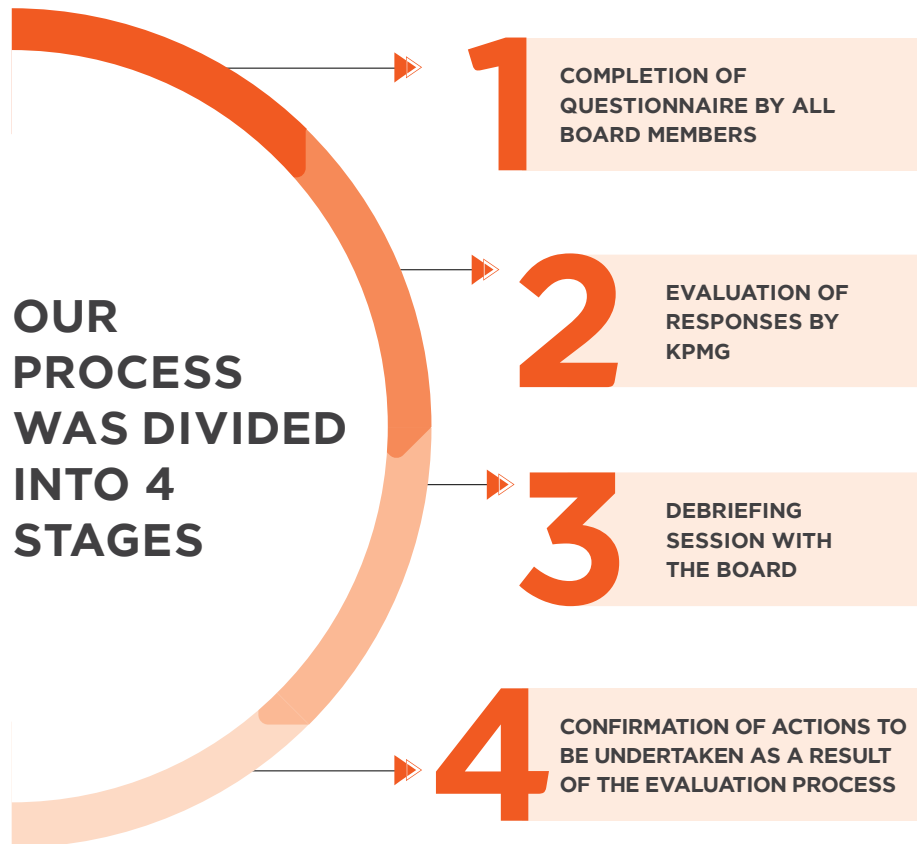 OUR
PROCESS
WAS DIVIDED
INTO 4
STAGES
1
COMPLETION OF
QUESTIONNAIRE BY ALL
BOARD MEMBERS
2
EVALUATION OF
RESPONSES BY
KPMG
3
DEBRIEFING
SESSION WITH
THE BOARD
4
CONFIRMATION OF ACTIONS TO
BE UNDERTAKEN AS A RESULT
OF THE EVALUATION PROCESS